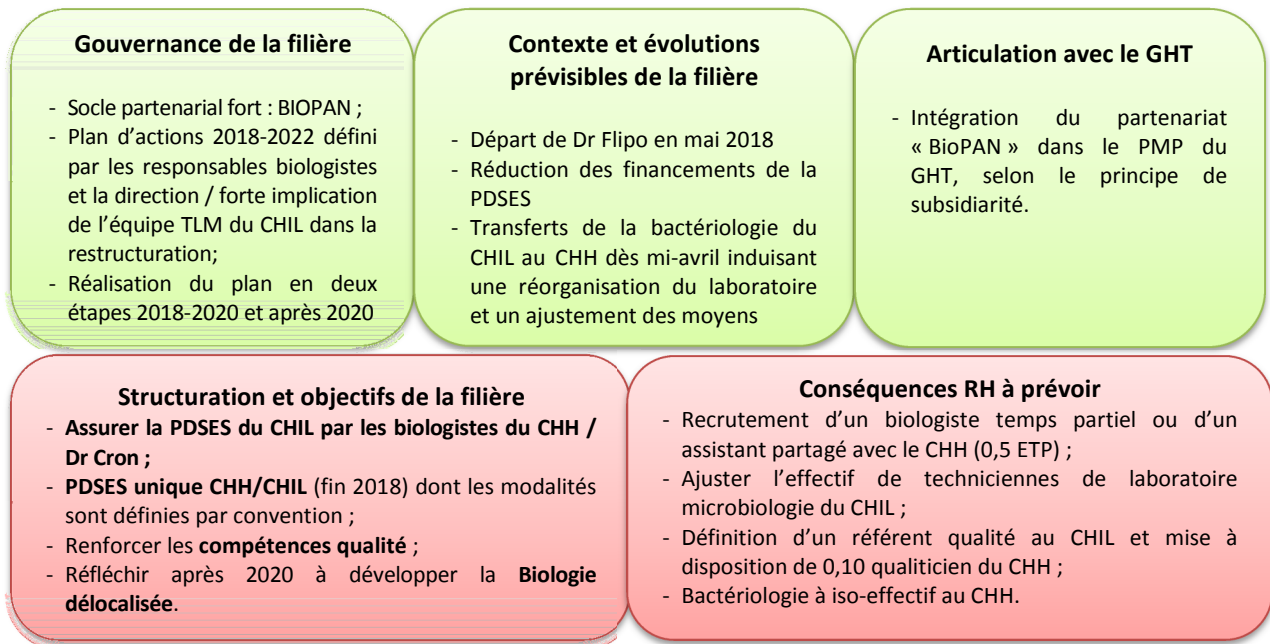 Gouvernance de la filière
- Socle partenarial fort : BIOPAN ;
- Plan d’actions 2018-2022 défini
par les responsables biologistes
et la direction / forte implication
de l’équipe TLM du CHIL dans la
restructuration;
- Réalisation du plan en deux
étapes 2018-2020 et après 2020
Contexte et évolutions
prévisibles de la filière
- Départ de Dr Flipo en mai 2018
- Réduction des financements de la
PDSES
- Transferts de la bactériologie du
CHIL au CHH dès mi-avril induisant
une réorganisation du laboratoire
et un ajustement des moyens
Articulation avec le GHT
- Intégration du partenariat
« BioPAN » dans le PMP du
GHT, selon le principe de
subsidiarité.
Structuration et objectifs de la filière
- Assurer la PDSES du CHIL par les biologistes du CHH /
Dr Cron ;
- PDSES unique CHH/CHIL (fin 2018) dont les modalités
sont définies par convention ;
- Renforcer les compétences qualité ;
- Réfléchir après 2020 à développer la Biologie
délocalisée.
Conséquences RH à prévoir
- Recrutement d’un biologiste temps partiel ou d’un
assistant partagé avec le CHH (0,5 ETP) ;
- Ajuster l’effectif de techniciennes de laboratoire
microbiologie du CHIL ;
- Définition d’un référent qualité au CHIL et mise à
disposition de 0,10 qualiticien du CHH ;
- Bactériologie à iso-effectif au CHH.